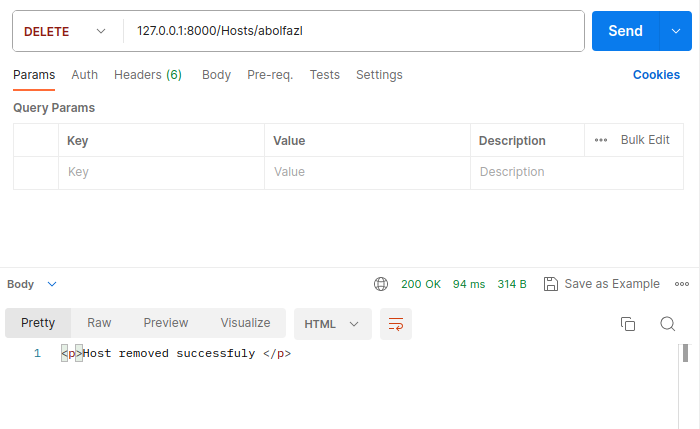 DELETE 127.0.0.1:8000/Hosts/abolfazl Send
Params Auth Headers (6) Body Pre-req. Tests Settings Cookies
Query Params
Key Value Description Bulk Edit
Key Value Description
Body 200 OK 94 ms 314 B Save as Example
Pretty Raw Preview Visualize HTML
1 <p>Host removed successfuly </p>